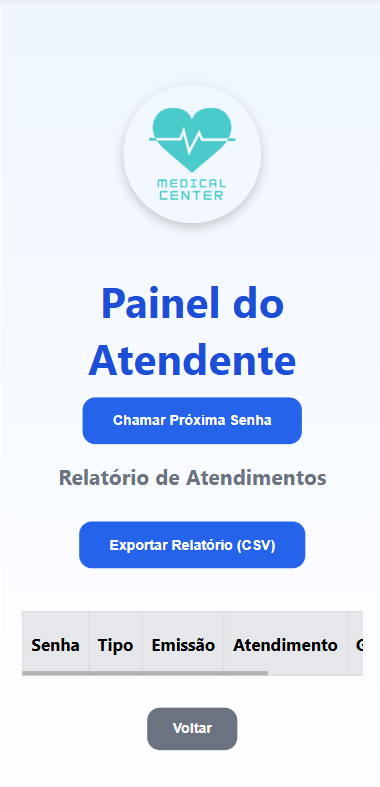 MEDICAL
CENTER
Painel do
Atendente
Chamar Próxima Senha
Relatório de Atendimentos
Exportar Relatório (CSV)
Senha Tipo Emissão Atendimento
Voltar